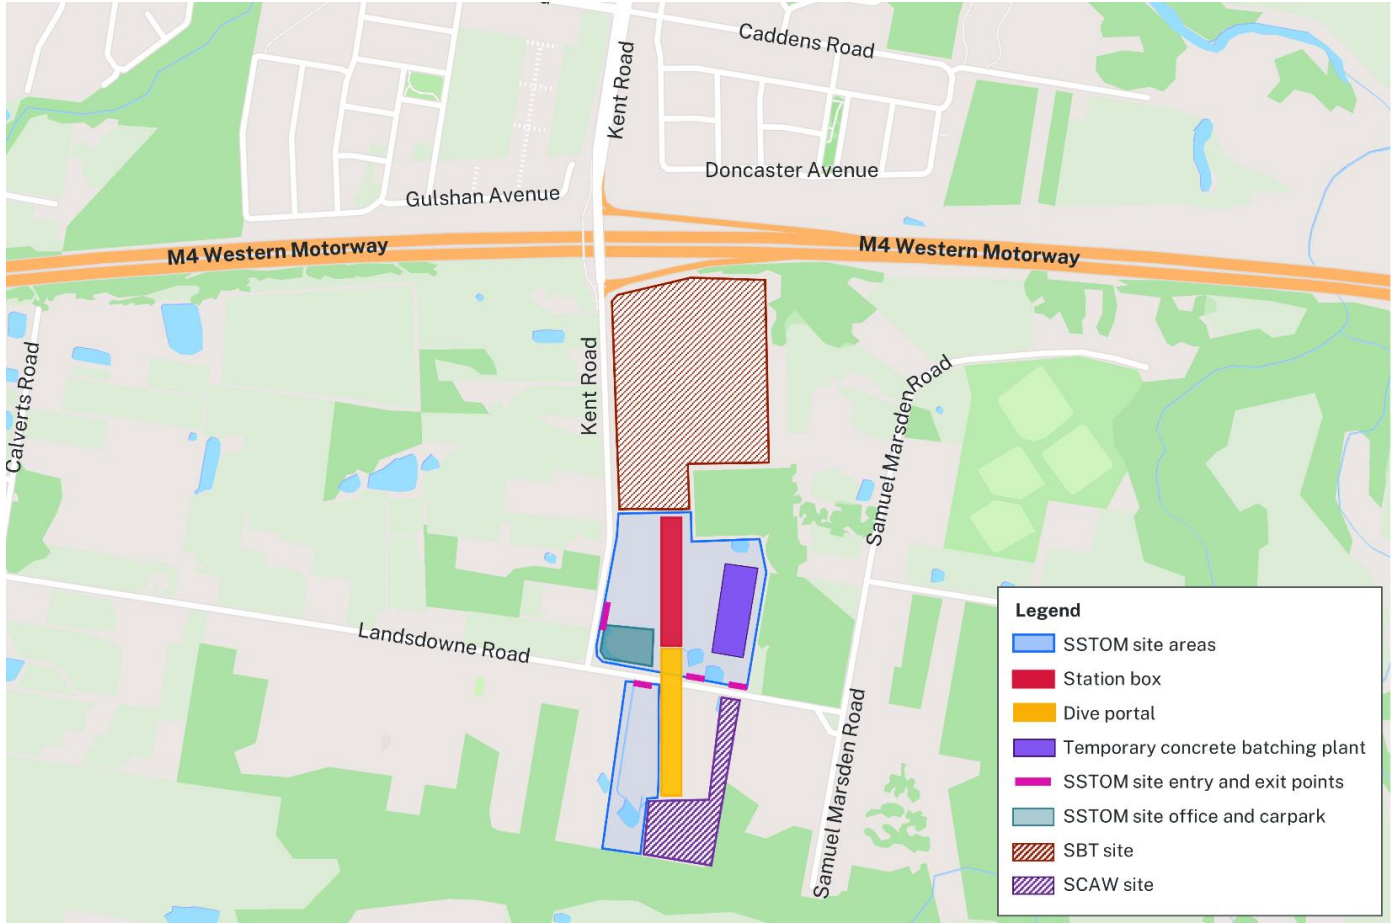 Caddens Road
Kent Road
Doncaster Avenue
Gulshan Avenue
M4 Western Motorway
M4 Western Motorway
Calverts Road
Kent Road
Samuel Marsden Road
Landsdowne Road
Samuel Marsden Road
Legend
SSTOM site areas
Station box
Dive portal
Temporary concrete batching plant
SSTOM site entry and exit points
SSTOM site office and carpark
SBT site
SCAW site